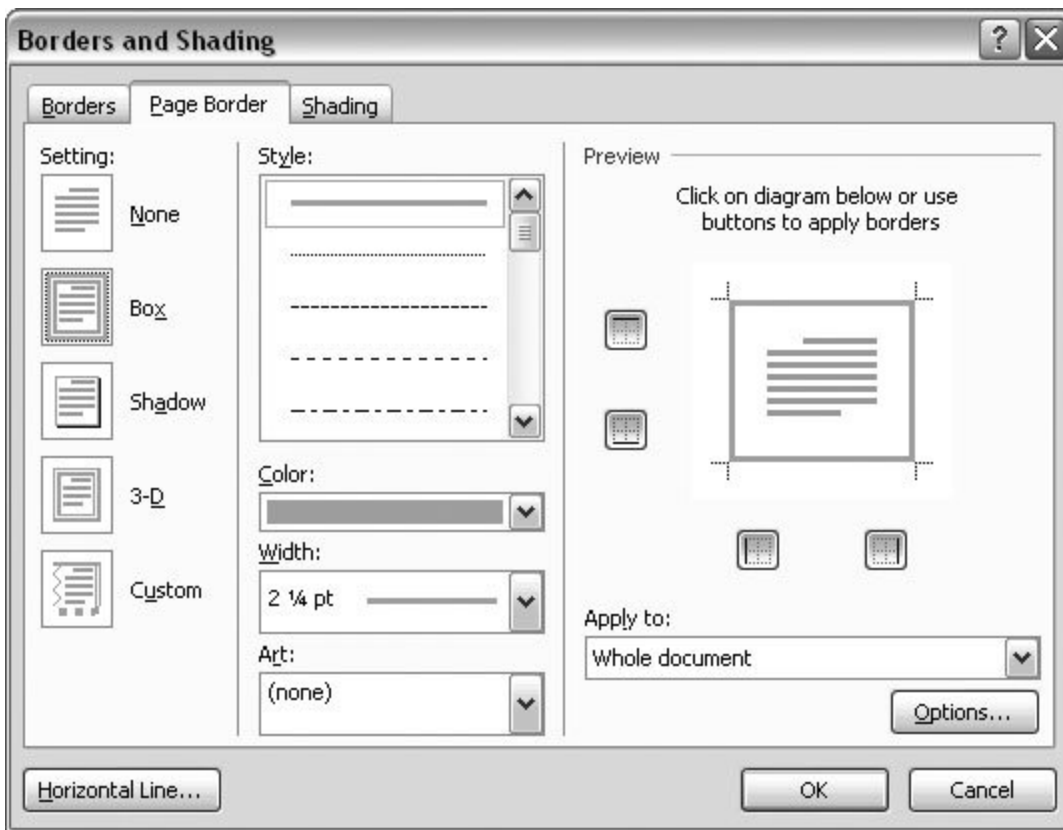 Borders and Shading
Borders
Page Border
Shading
Setting:
None
Box
Shadow
3-D
Custom
Style:
Color:
Width:
2 ¼ pt
Art:
(none)
Preview
Click on diagram below or use
buttons to apply borders
Apply to:
Whole document
Options...
Horizontal Line...
OK
Cancel